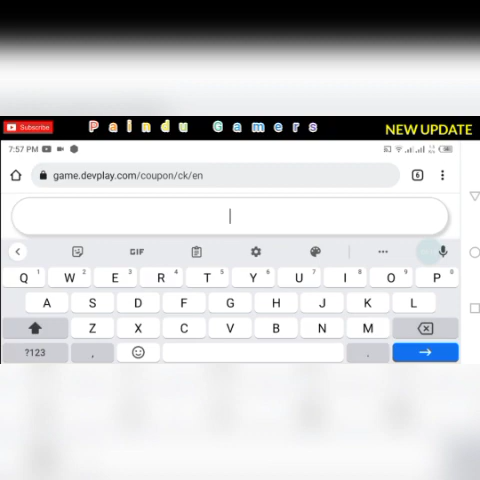 Subscribe
Paindu Gamers
NEW UPDATE
7:57 PM
game.devplay.com/coupon/ck/en
6
GIF
Q 1 W 2 E 3 R 4 T 5 Y 6 U 7 I 8 O 9 P 0
A S D F G H J K L
Z X C V B N M
?123 , .